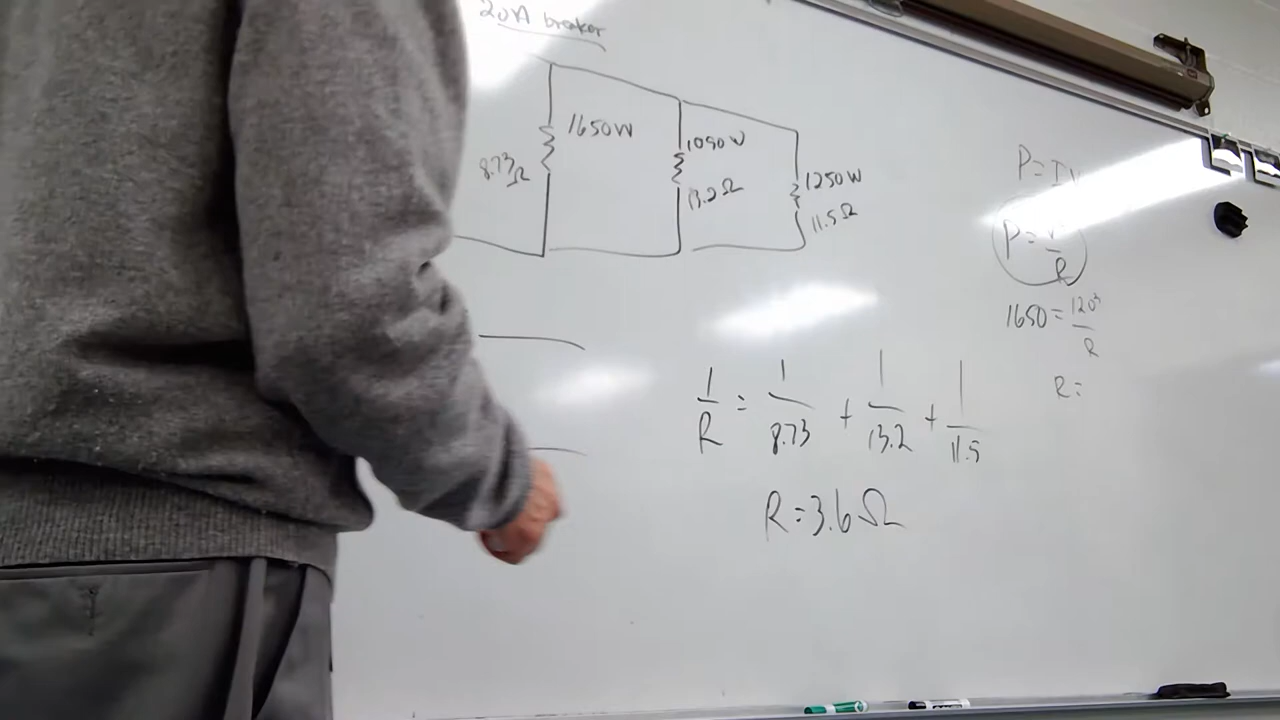 20A breaker
1650W
8.73Ω
1090W
13.2Ω
1250W
11.5Ω
P=IV
P=V²/R
1650=120²/R
R=
1/R = 1/8.73 + 1/13.2 + 1/11.5
R=3.6Ω